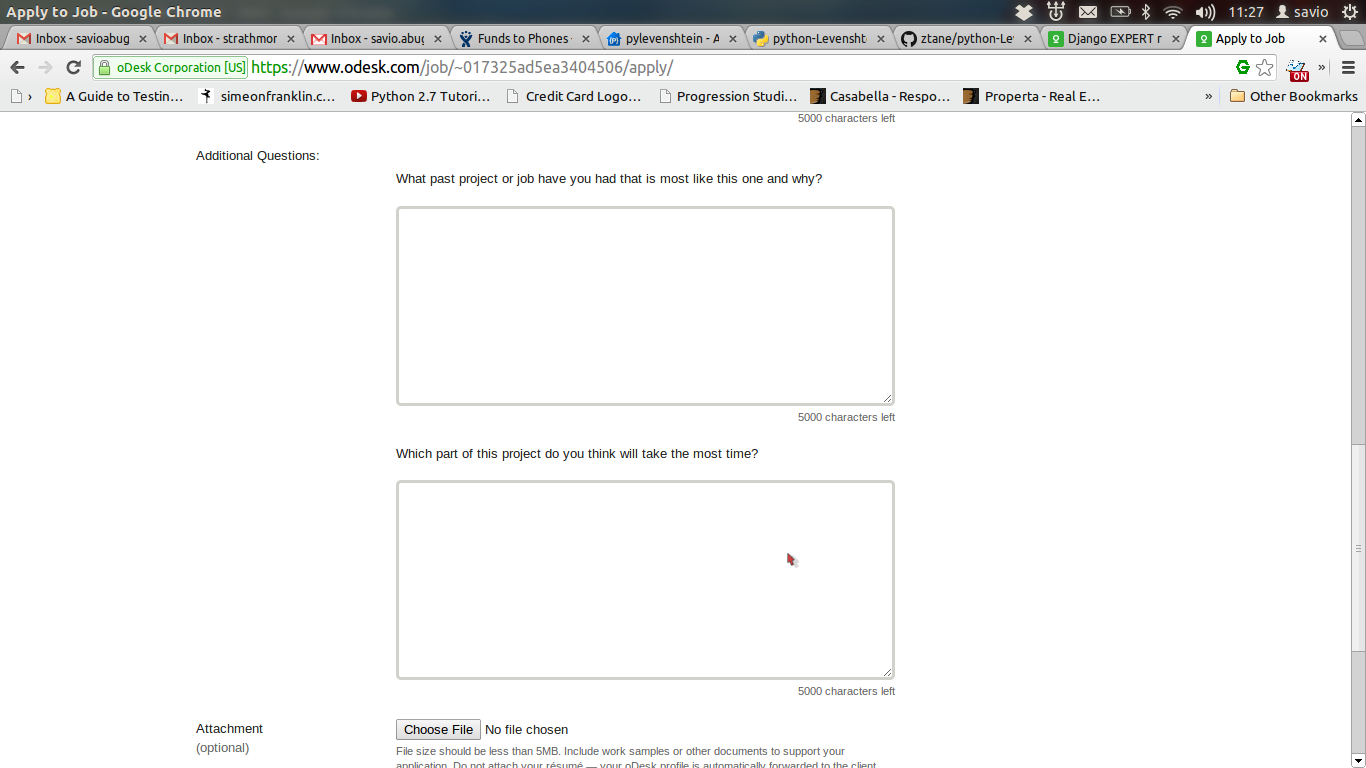 Apply to Job - Google Chrome
11:27
savio
Inbox - savioabug
Inbox - strathmor
Inbox - savio.abug
Funds to Phones -
pylevenshtein - A
python-Levensht
ztane/python-Lev
Django EXPERT r
Apply to Job
oDesk Corporation [US]
https://www.odesk.com/job/~017325ad5ea3404506/apply/
ON
»
›
A Guide to Testin...
simeonfranklin.c...
Python 2.7 Tutori...
Credit Card Logo...
Progression Studi...
Casabella - Respo...
Properta - Real E...
»
Other Bookmarks
5000 characters left
Additional Questions:
What past project or job have you had that is most like this one and why?
5000 characters left
Which part of this project do you think will take the most time?
5000 characters left
Attachment
(optional)
Choose File
No file chosen
File size should be less than 5MB. Include work samples or other documents to support your
application. Do not attach your résumé — your oDesk profile is automatically forwarded to the client